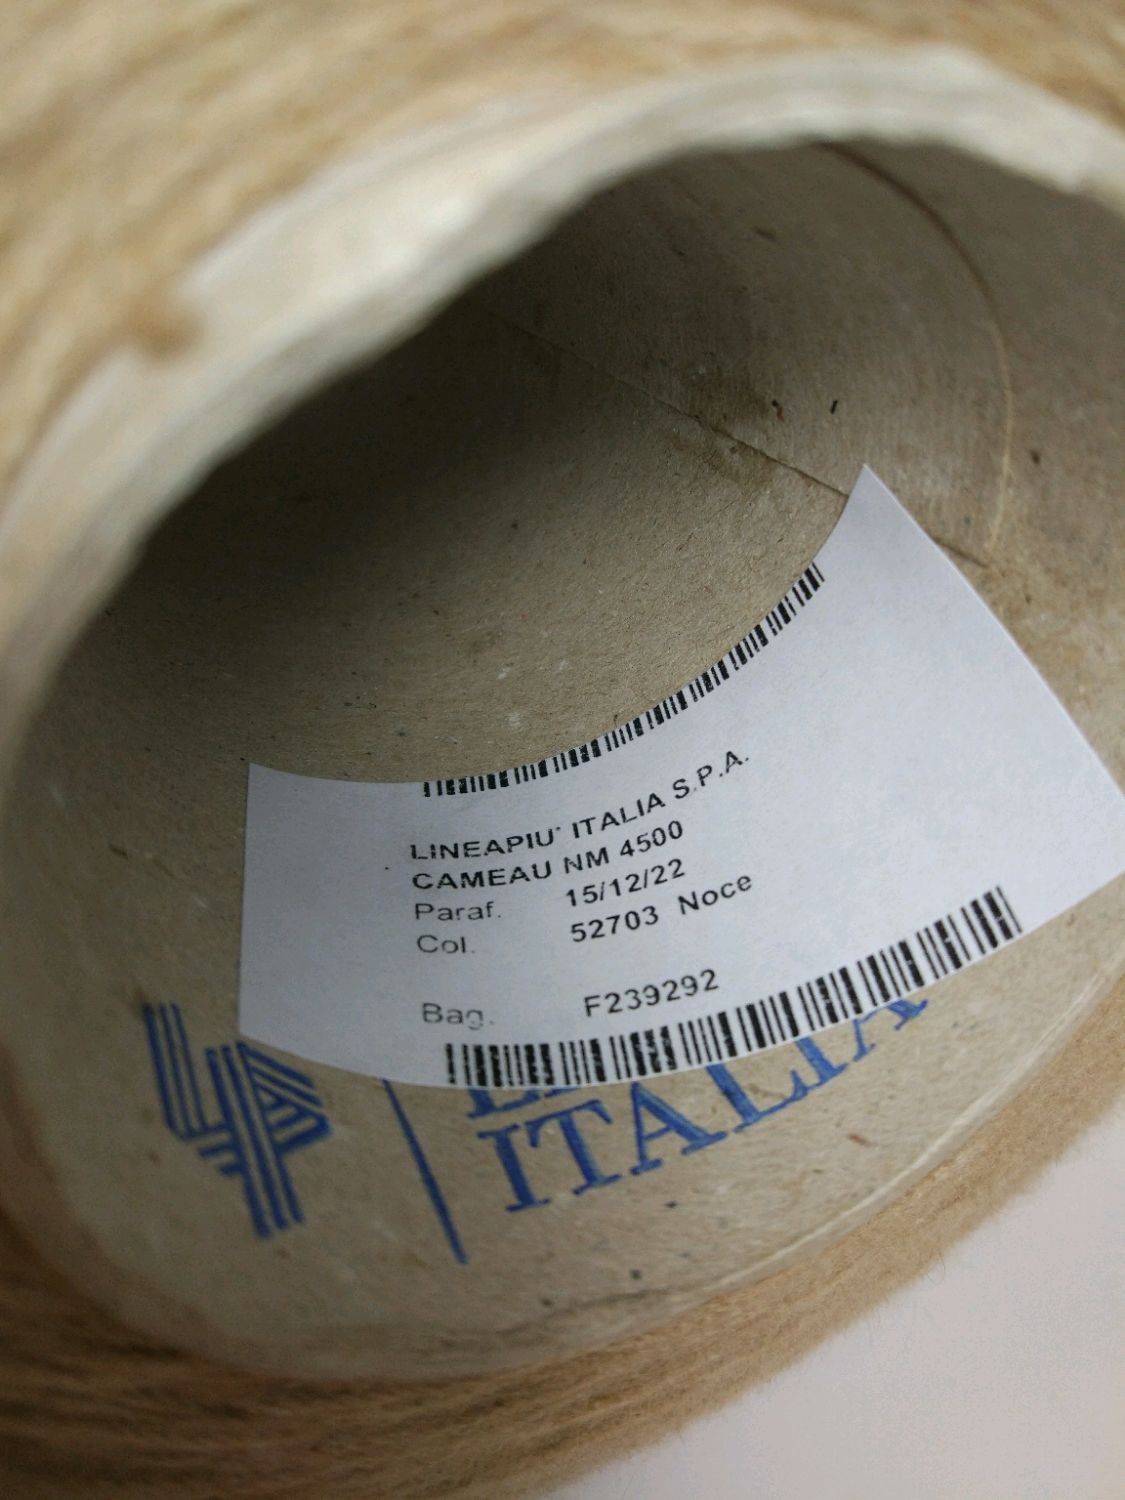 LINEAPIU' ITALIA S.P.A.
CAMEAU NM 4500
Paraf. 15/12/22
Col. 52703 Noce
Bag. F239292
ITALIA